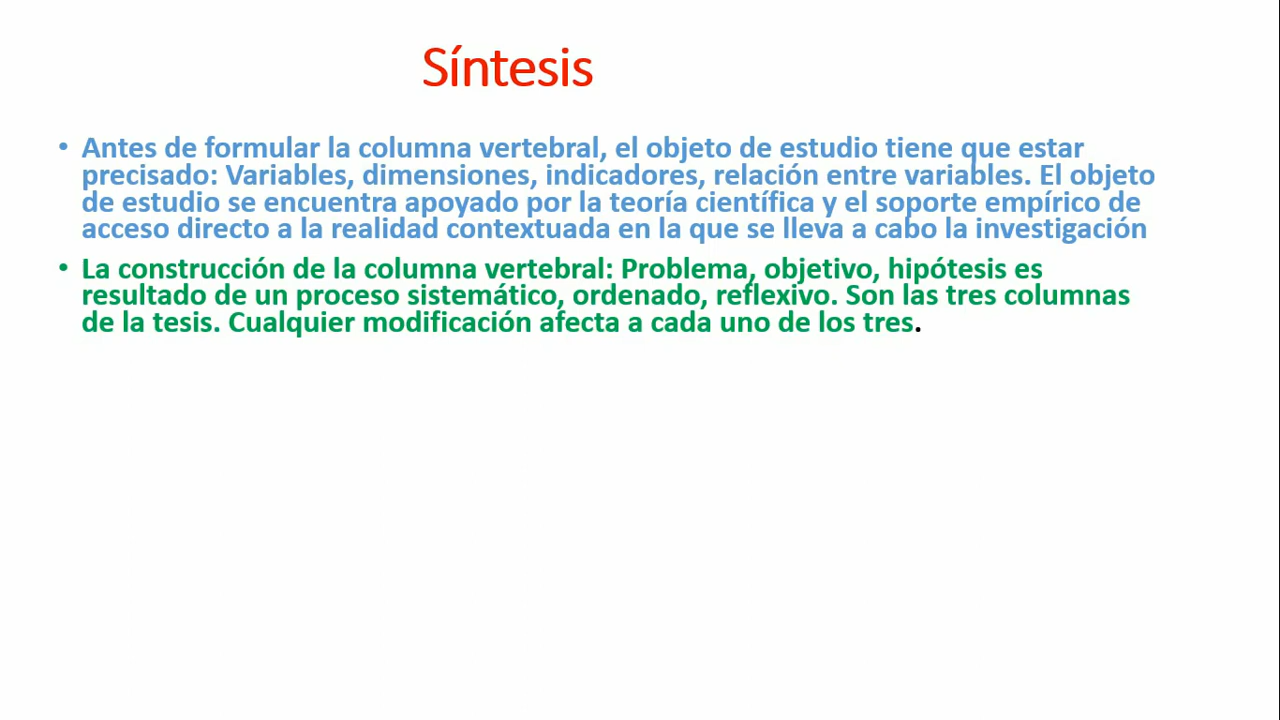 Síntesis
• Antes de formular la columna vertebral, el objeto de estudio tiene que estar
precisado: Variables, dimensiones, indicadores, relación entre variables. El objeto
de estudio se encuentra apoyado por la teoría científica y el soporte empírico de
acceso directo a la realidad contextuada en la que se lleva a cabo la investigación
• La construcción de la columna vertebral: Problema, objetivo, hipótesis es
resultado de un proceso sistemático, ordenado, reflexivo. Son las tres columnas
de la tesis. Cualquier modificación afecta a cada uno de los tres.